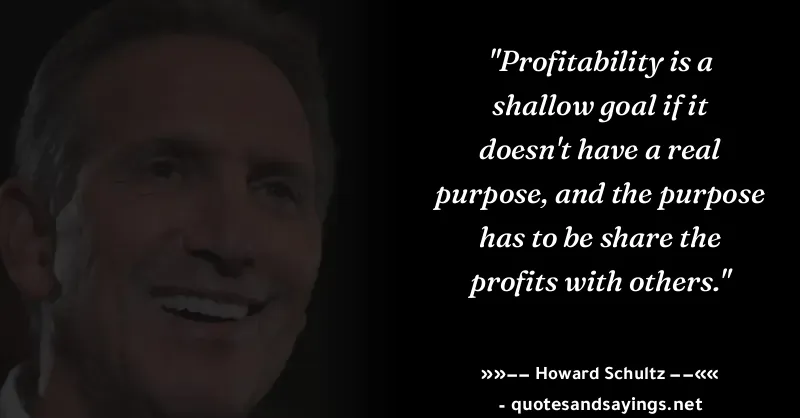 "Profitability is a
shallow goal if it
doesn't have a real
purpose, and the purpose
has to be share the
profits with others."
»»−− Howard Schultz −−««
- quotesandsayings.net